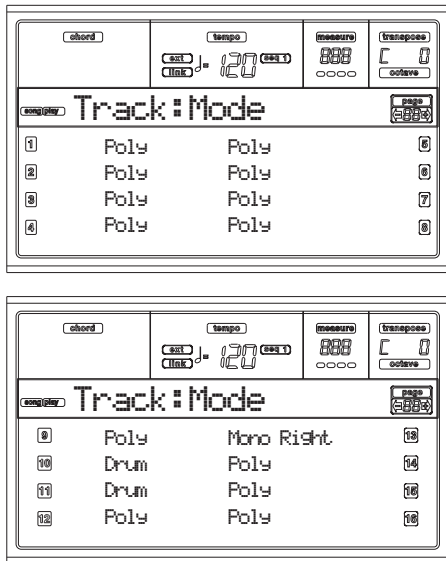 chord tempo measure transpose
ext link ♩= 120 seq 1 888 C 0
octave
song|play Track:Mode page 88
1 Poly Poly 5
2 Poly Poly 6
3 Poly Poly 7
4 Poly Poly 8
chord tempo measure transpose
ext link ♩= 120 seq 1 888 C 0
octave
song|play Track:Mode page 88
9 Poly Mono Right 13
10 Drum Poly 14
11 Drum Poly 15
12 Poly Poly 16